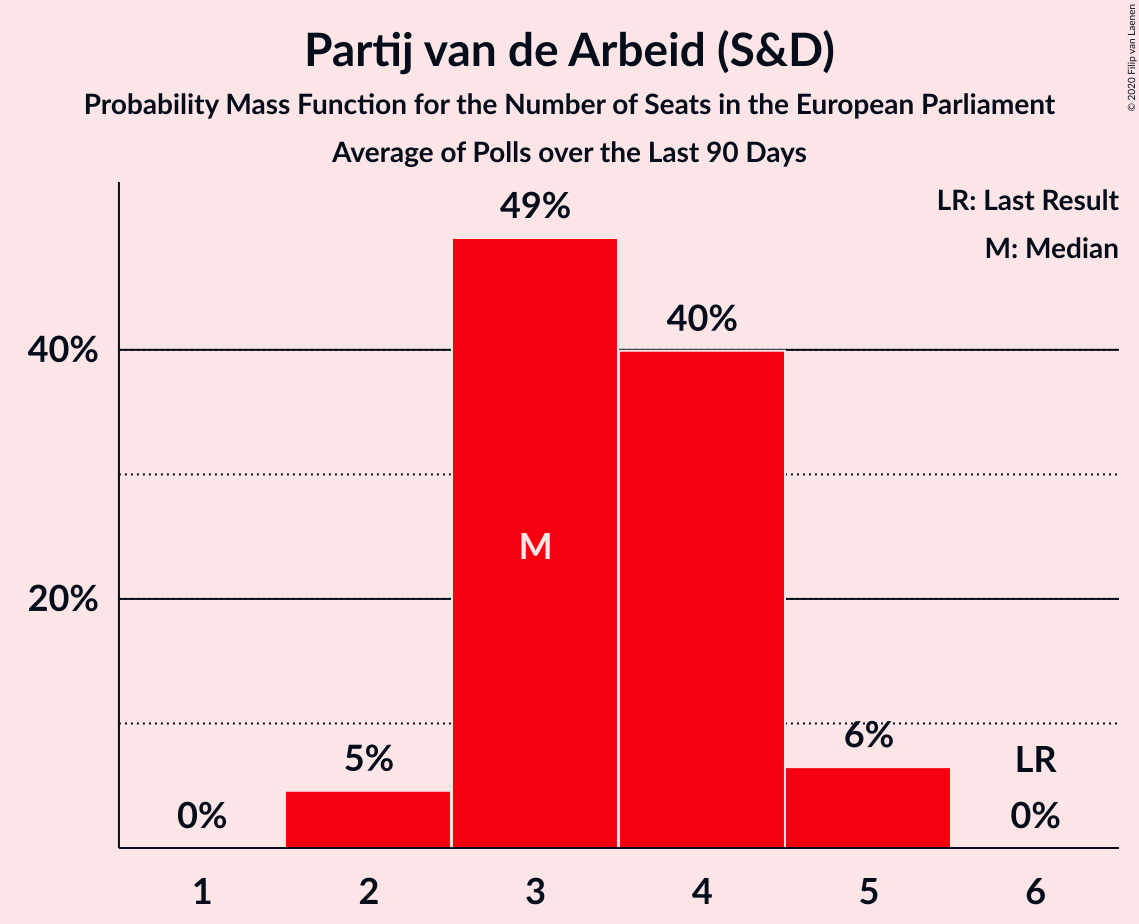 Partij van de Arbeid (S&D)
Probability Mass Function for the Number of Seats in the European Parliament
Average of Polls over the Last 90 Days
© 2020 Filip van Laenen
LR: Last Result
M: Median
49%
40%
40%
M
20%
5%
6%
LR
0%
0%
1 2 3 4 5 6